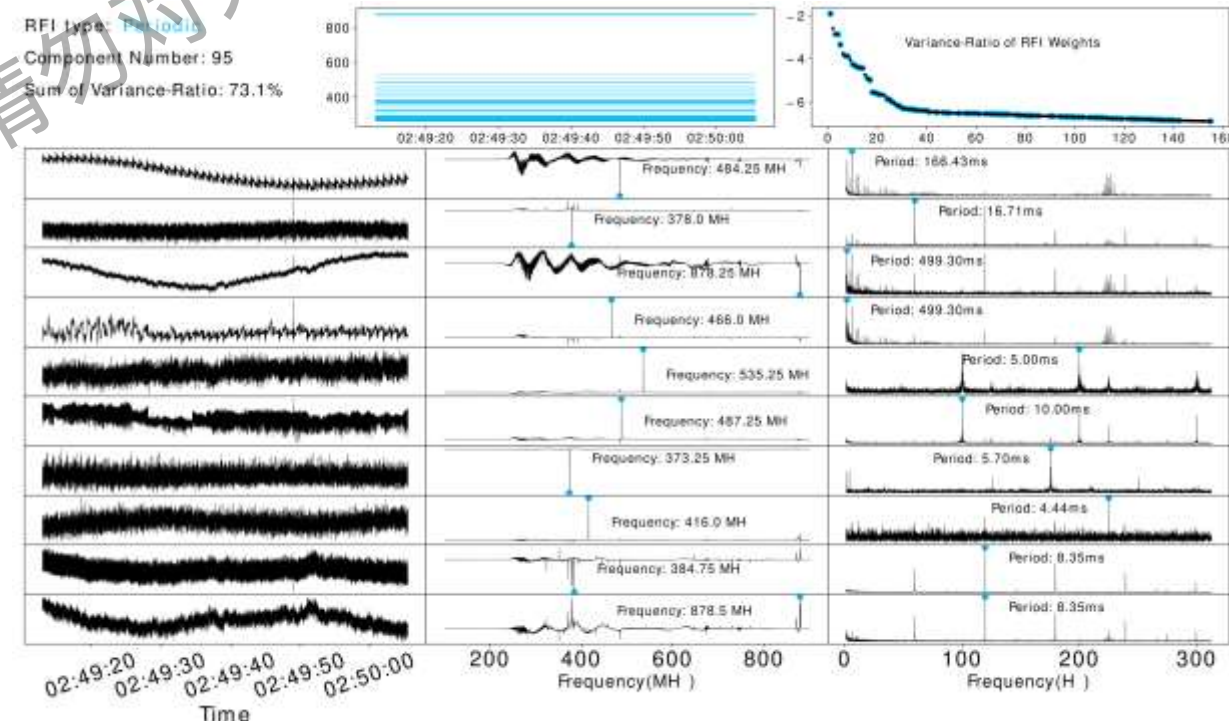 RFI type: Periodic
Component Number: 95
Sum of Variance-Ratio: 73.1%
请勿对
800
600
400
02:49:20 02:49:30 02:49:40 02:49:50 02:50:00
Variance-Ratio of RFI Weights
−2
−4
−6
0 20 40 60 80 100 120 140 16
Frequency: 484.25 MH
Period: 166.43ms
Frequency: 378.0 MH
Period: 16.71ms
Frequency: 878.25 MH
Period: 499.30ms
Frequency: 466.0 MH
Period: 499.30ms
Frequency: 535.25 MH
Period: 5.00ms
Frequency: 487.25 MH
Period: 10.00ms
Frequency: 373.25 MH
Period: 5.70ms
Frequency: 416.0 MH
Period: 4.44ms
Frequency: 384.75 MH
Period: 8.35ms
Frequency: 878.5 MH
Period: 8.35ms
02:49:20 02:49:30 02:49:40 02:49:50 02:50:00
Time
200 400 600 800
Frequency(MH )
0 100 200 300
Frequency(H )